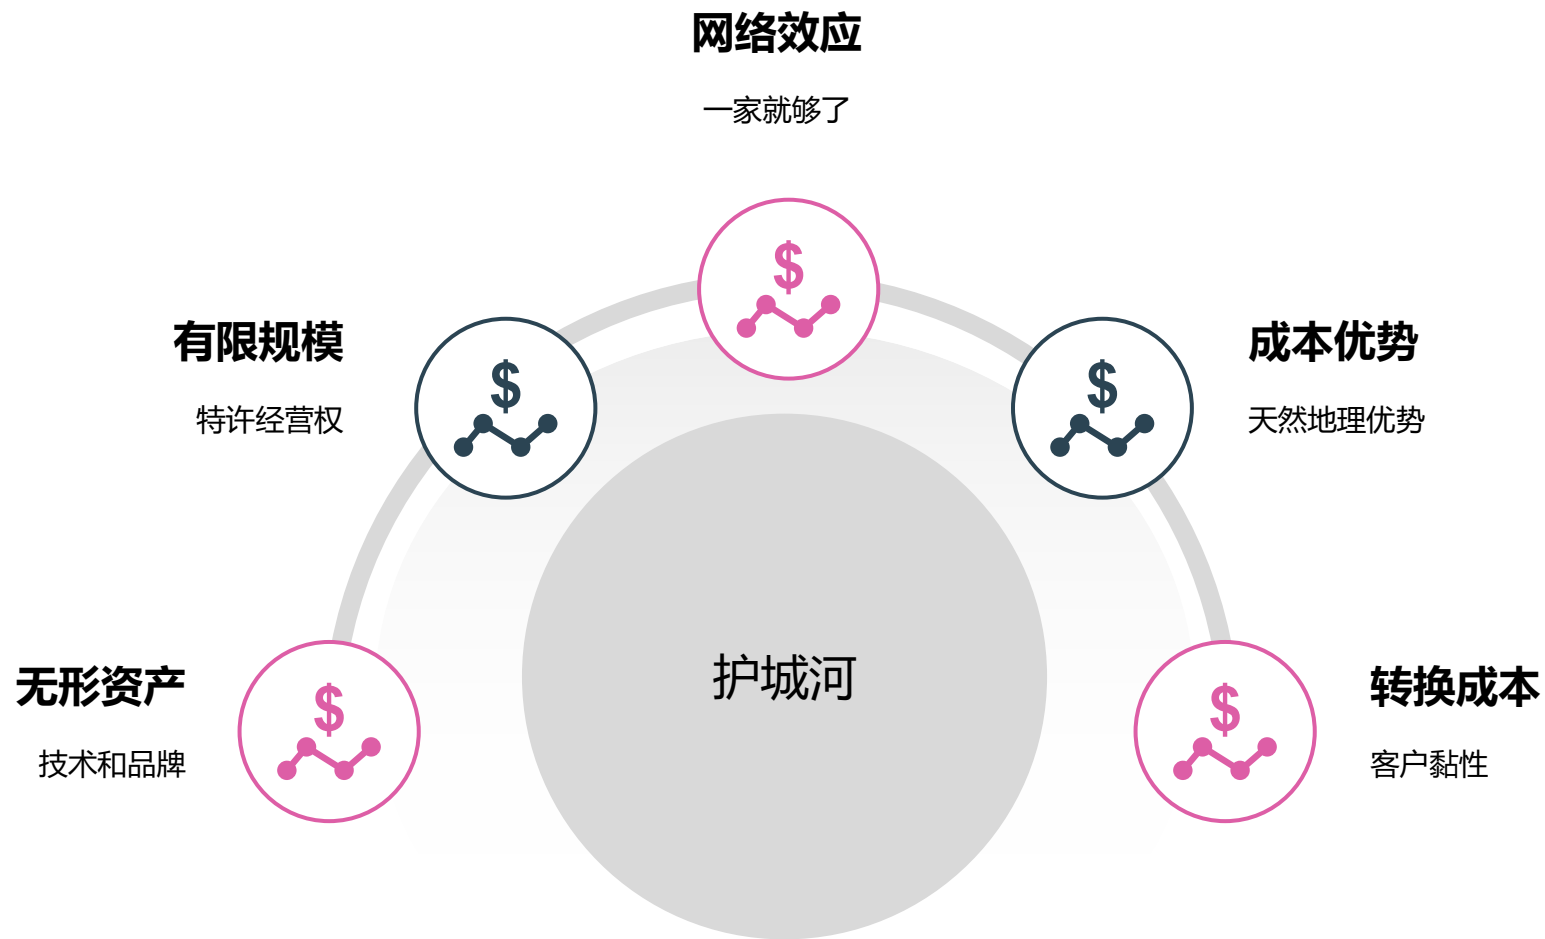 网络效应
一家就够了
有限规模
特许经营权
成本优势
天然地理优势
无形资产
技术和品牌
护城河
转换成本
客户黏性
$
$
$
$
$